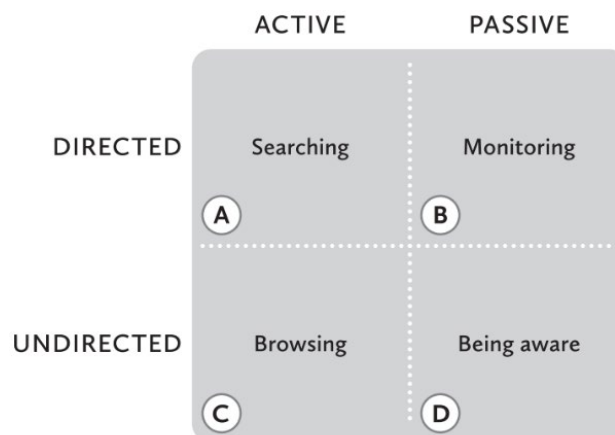 ACTIVE PASSIVE
DIRECTED Searching Monitoring
A B
UNDIRECTED Browsing Being aware
C D